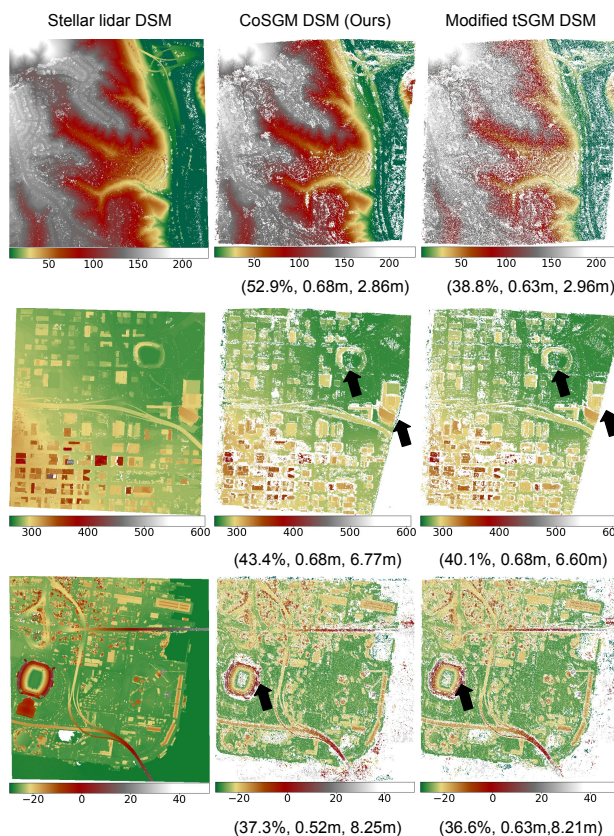 Stellar lidar DSM CoSGM DSM (Ours) Modified tSGM DSM
50 100 150 200 50 100 150 200 50 100 150 200
(52.9%, 0.68m, 2.86m) (38.8%, 0.63m, 2.96m)
300 400 500 600 300 400 500 600 300 400 500 600
(43.4%, 0.68m, 6.77m) (40.1%, 0.68m, 6.60m)
−20 0 20 40 −20 0 20 40 −20 0 20 40
(37.3%, 0.52m, 8.25m) (36.6%, 0.63m,8.21m)